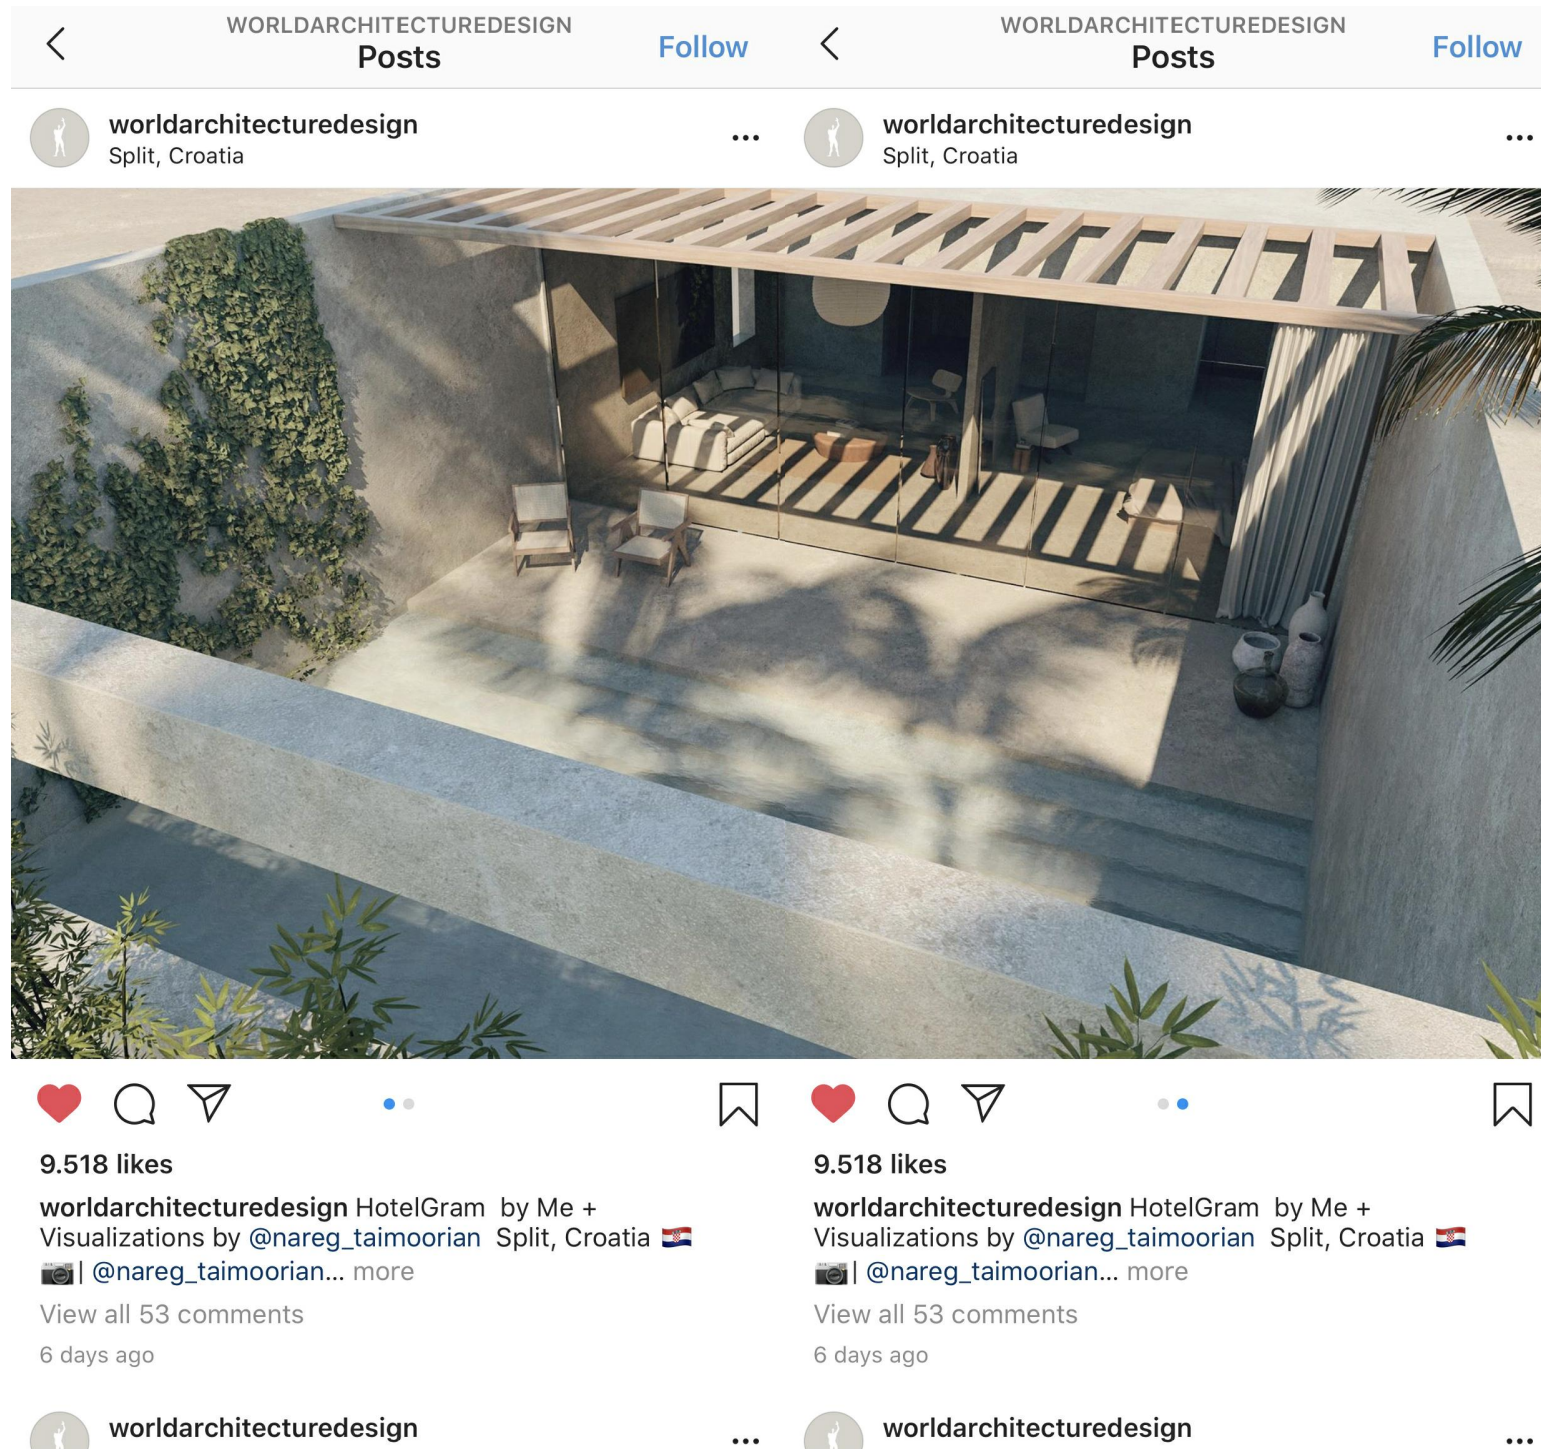 WORLDARCHITECTUREDESIGN
Posts
Follow
worldarchitecturedesign
Split, Croatia
9.518 likes
worldarchitecturedesign HotelGram by Me +
Visualizations by @nareg_taimoorian Split, Croatia 🇭🇷
📷| @nareg_taimoorian... more
View all 53 comments
6 days ago
worldarchitecturedesign
WORLDARCHITECTUREDESIGN
Posts
Follow
worldarchitecturedesign
Split, Croatia
9.518 likes
worldarchitecturedesign HotelGram by Me +
Visualizations by @nareg_taimoorian Split, Croatia 🇭🇷
📷| @nareg_taimoorian... more
View all 53 comments
6 days ago
worldarchitecturedesign